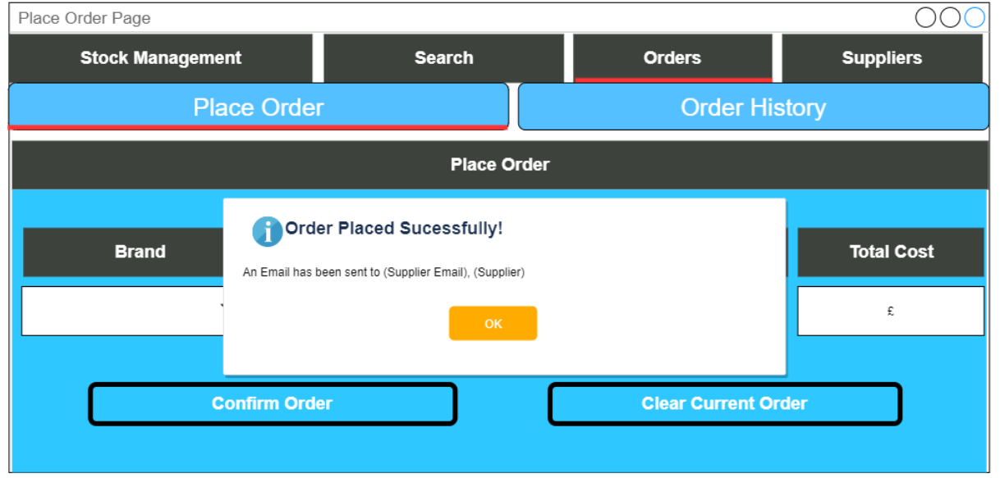 Place Order Page
Stock Management Search Orders Suppliers
Place Order Order History
Place Order
Order Placed Sucessfully!
Brand Total Cost
An Email has been sent to (Supplier Email), (Supplier)
£
OK
Confirm Order Clear Current Order